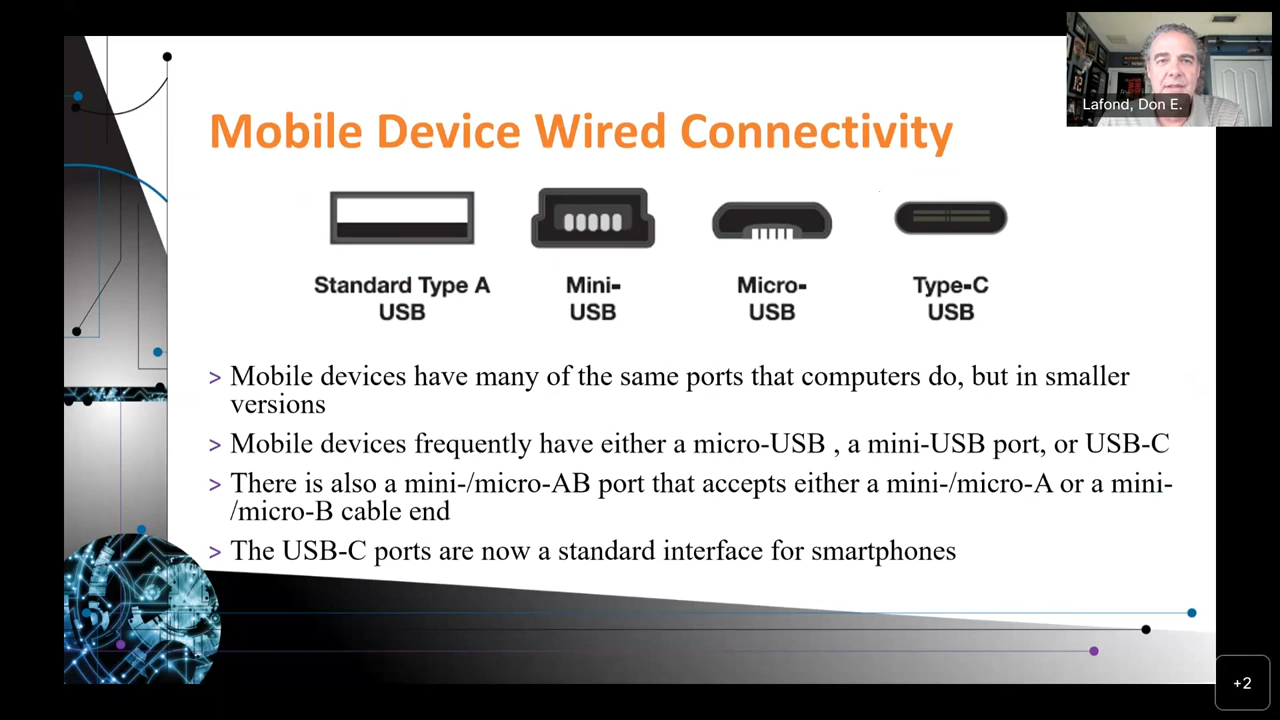 Lafond, Don E.
Mobile Device Wired Connectivity
Standard Type A USB
Mini-USB
Micro-USB
Type-C USB
> Mobile devices have many of the same ports that computers do, but in smaller
versions
> Mobile devices frequently have either a micro-USB , a mini-USB port, or USB-C
> There is also a mini-/micro-AB port that accepts either a mini-/micro-A or a mini-
/micro-B cable end
> The USB-C ports are now a standard interface for smartphones
+2